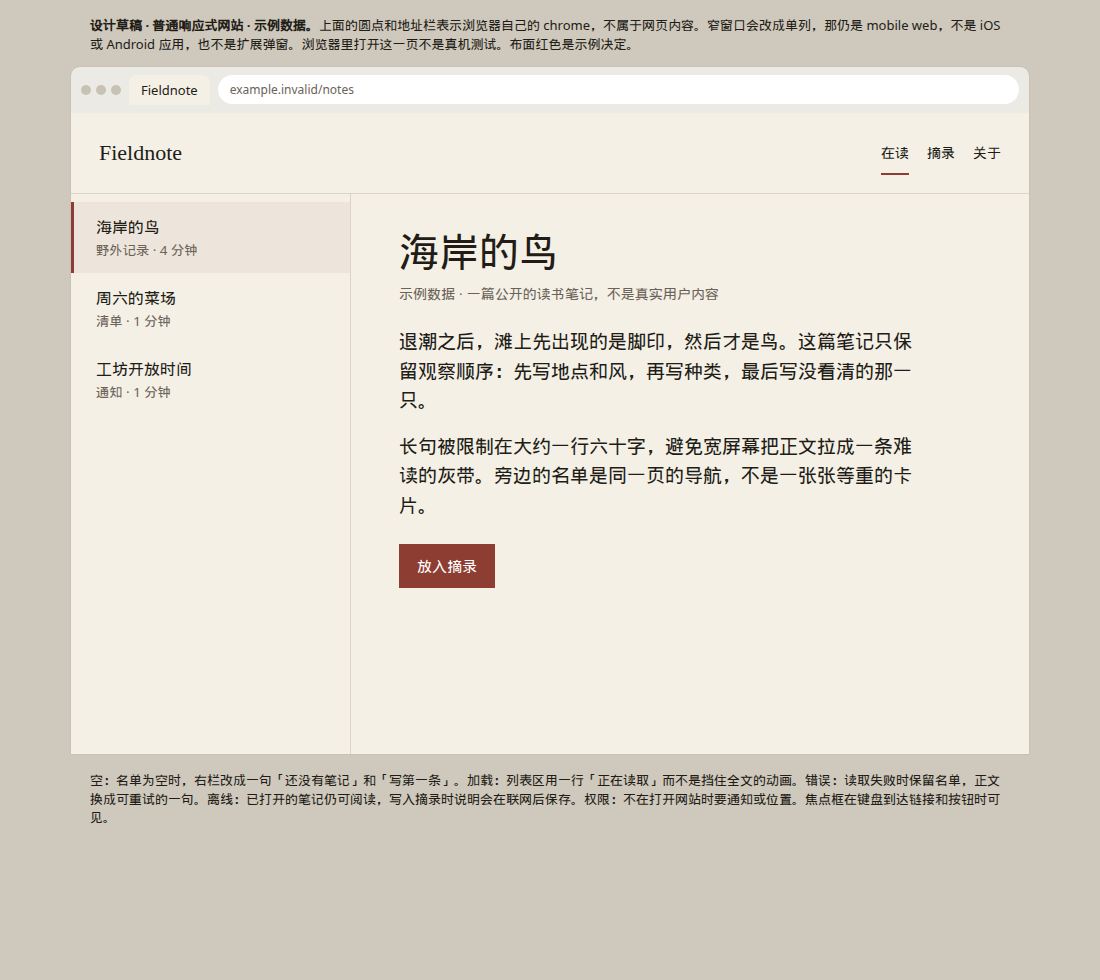 设计草稿 · 普通响应式网站 · 示例数据。上面的圆点和地址栏表示浏览器自己的 chrome，不属于网页内容。窄窗口会改成单列，那仍是 mobile web，不是 iOS
或 Android 应用，也不是扩展弹窗。浏览器里打开这一页不是真机测试。布面红色是示例决定。
Fieldnote
example.invalid/notes
Fieldnote
在读
摘录
关于
海岸的鸟
野外记录 · 4 分钟
周六的菜场
清单 · 1 分钟
工坊开放时间
通知 · 1 分钟
海岸的鸟
示例数据 · 一篇公开的读书笔记，不是真实用户内容
退潮之后，滩上先出现的是脚印，然后才是鸟。这篇笔记只保
留观察顺序：先写地点和风，再写种类，最后写没看清的那一
只。
长句被限制在大约一行六十字，避免宽屏幕把正文拉成一条难
读的灰带。旁边的名单是同一页的导航，不是一张张等重的卡
片。
放入摘录
空：名单为空时，右栏改成一句「还没有笔记」和「写第一条」。加载：列表区用一行「正在读取」而不是挡住全文的动画。错误：读取失败时保留名单，正文
换成可重试的一句。离线：已打开的笔记仍可阅读，写入摘录时说明会在联网后保存。权限：不在打开网站时要通知或位置。焦点框在键盘到达链接和按钮时可
见。